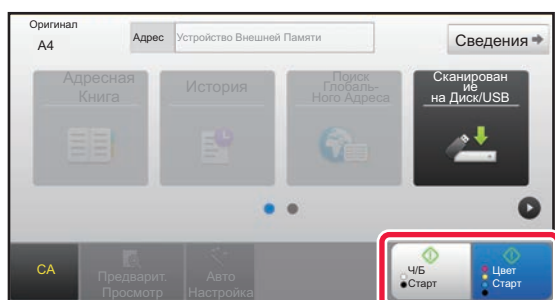 Оригинал
A4
Адрес
Устройство Внешней Памяти
Сведения
Адресная
Книга
История
Поиск
Глобаль-
Ного Адреса
Сканирован
ие
на Диск/USB
CA
Предварит.
Просмотр
Авто
Настройка
Ч/Б
Старт
Цвет
Старт